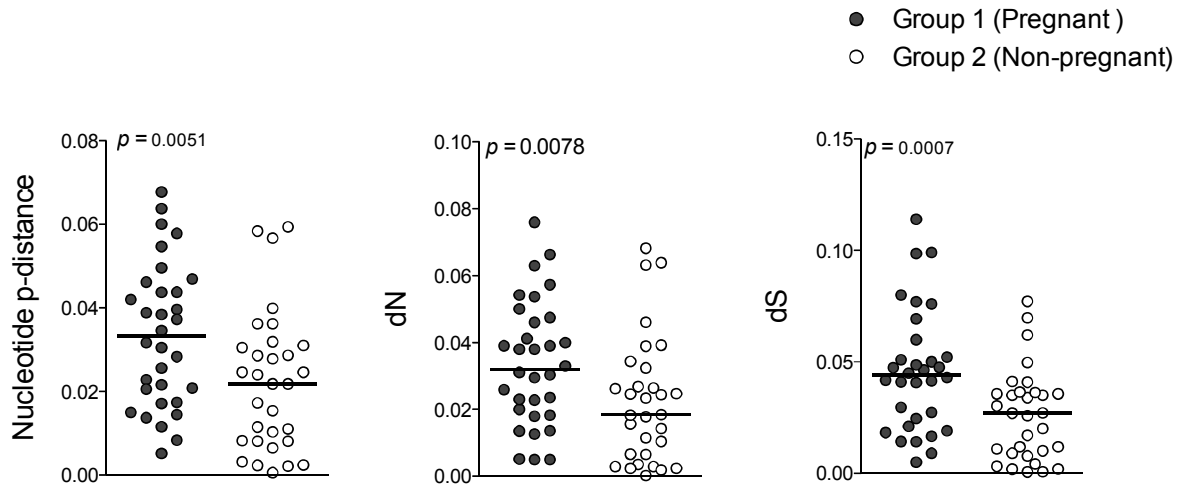 Group 1 (Pregnant )
Group 2 (Non-pregnant)
Nucleotide p-distance
p = 0.0051
0.08
0.06
0.04
0.02
0.00
dN
p = 0.0078
0.10
0.08
0.06
0.04
0.02
0.00
dS
p = 0.0007
0.15
0.10
0.05
0.00